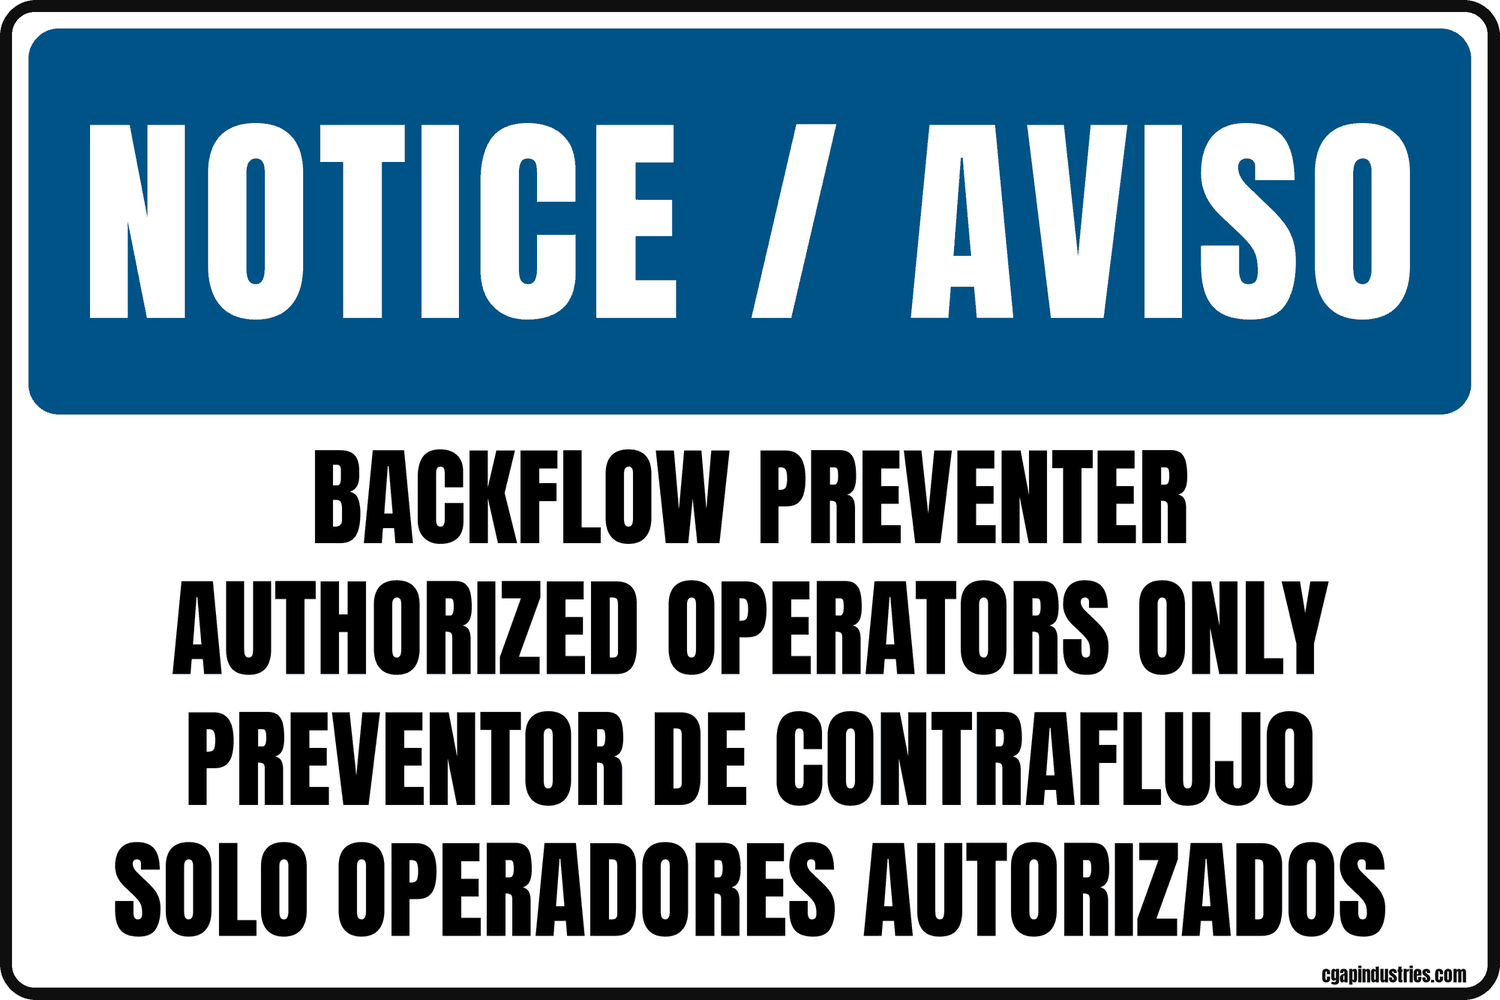 NOTICE / AVISO
BACKFLOW PREVENTER
AUTHORIZED OPERATORS ONLY
PREVENTOR DE CONTRAFLUJO
SOLO OPERADORES AUTORIZADOS
cgapindustries.com